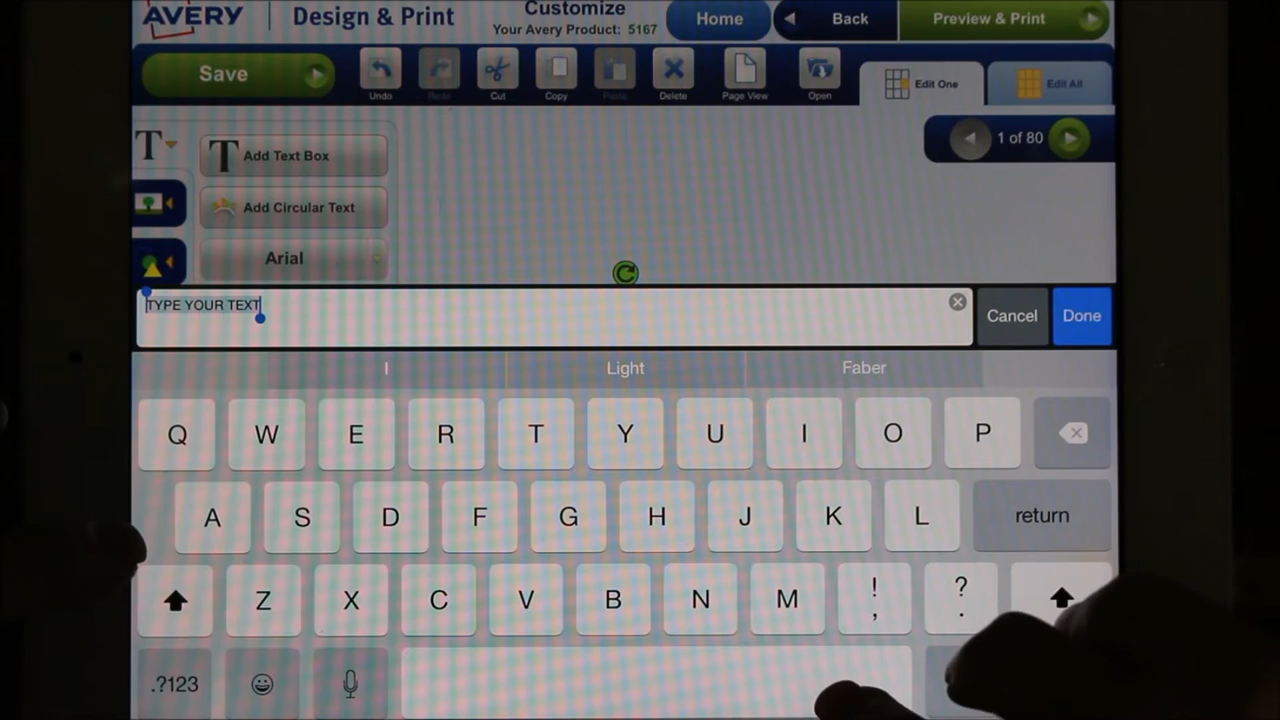 AVERY
Design & Print
Customize
Your Avery Product: 5167
Home
Back
Preview & Print
Save
Undo
Redo
Cut
Copy
Paste
Delete
Page View
Open
Edit One
Edit All
1 of 80
T
T Add Text Box
Add Circular Text
Arial
TYPE YOUR TEXT
Cancel
Done
I Light Faber
Q W E R T Y U I O P
A S D F G H J K L return
Z X C V B N M ! , ? .
.?123